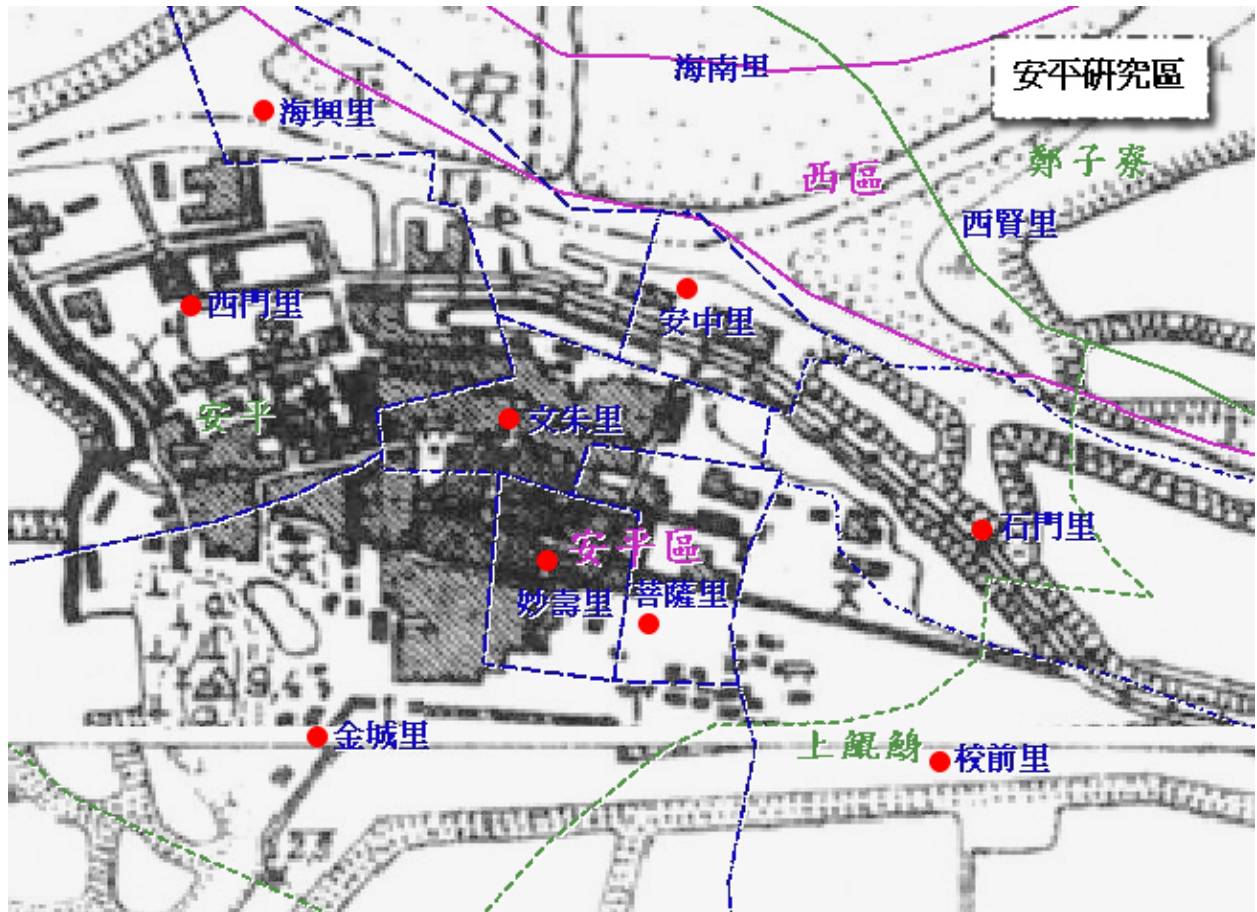 海南里
安平研究區
平 安
海興里
鄭子寮
西區
西賢里
西門里
安中里
安平
文朱里
石門里
安平區
妙壽里
菩薩里
金城里
上鯤鯓
校前里